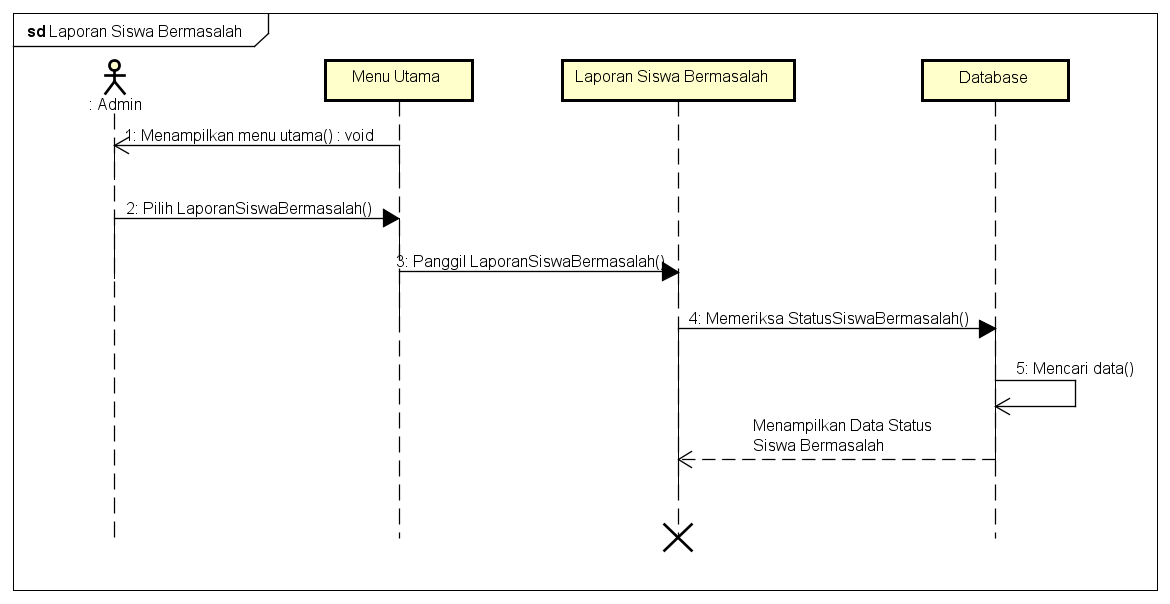 sd Laporan Siswa Bermasalah
: Admin
Menu Utama
Laporan Siswa Bermasalah
Database
1: Menampilkan menu utama() : void
2: Pilih LaporanSiswaBermasalah()
3: Panggil LaporanSiswaBermasalah()
4: Memeriksa StatusSiswaBermasalah()
5: Mencari data()
Menampilkan Data Status
Siswa Bermasalah